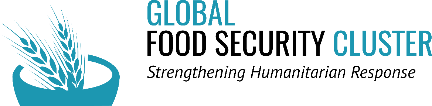 GLOBAL
FOOD SECURITY CLUSTER
Strengthening Humanitarian Response